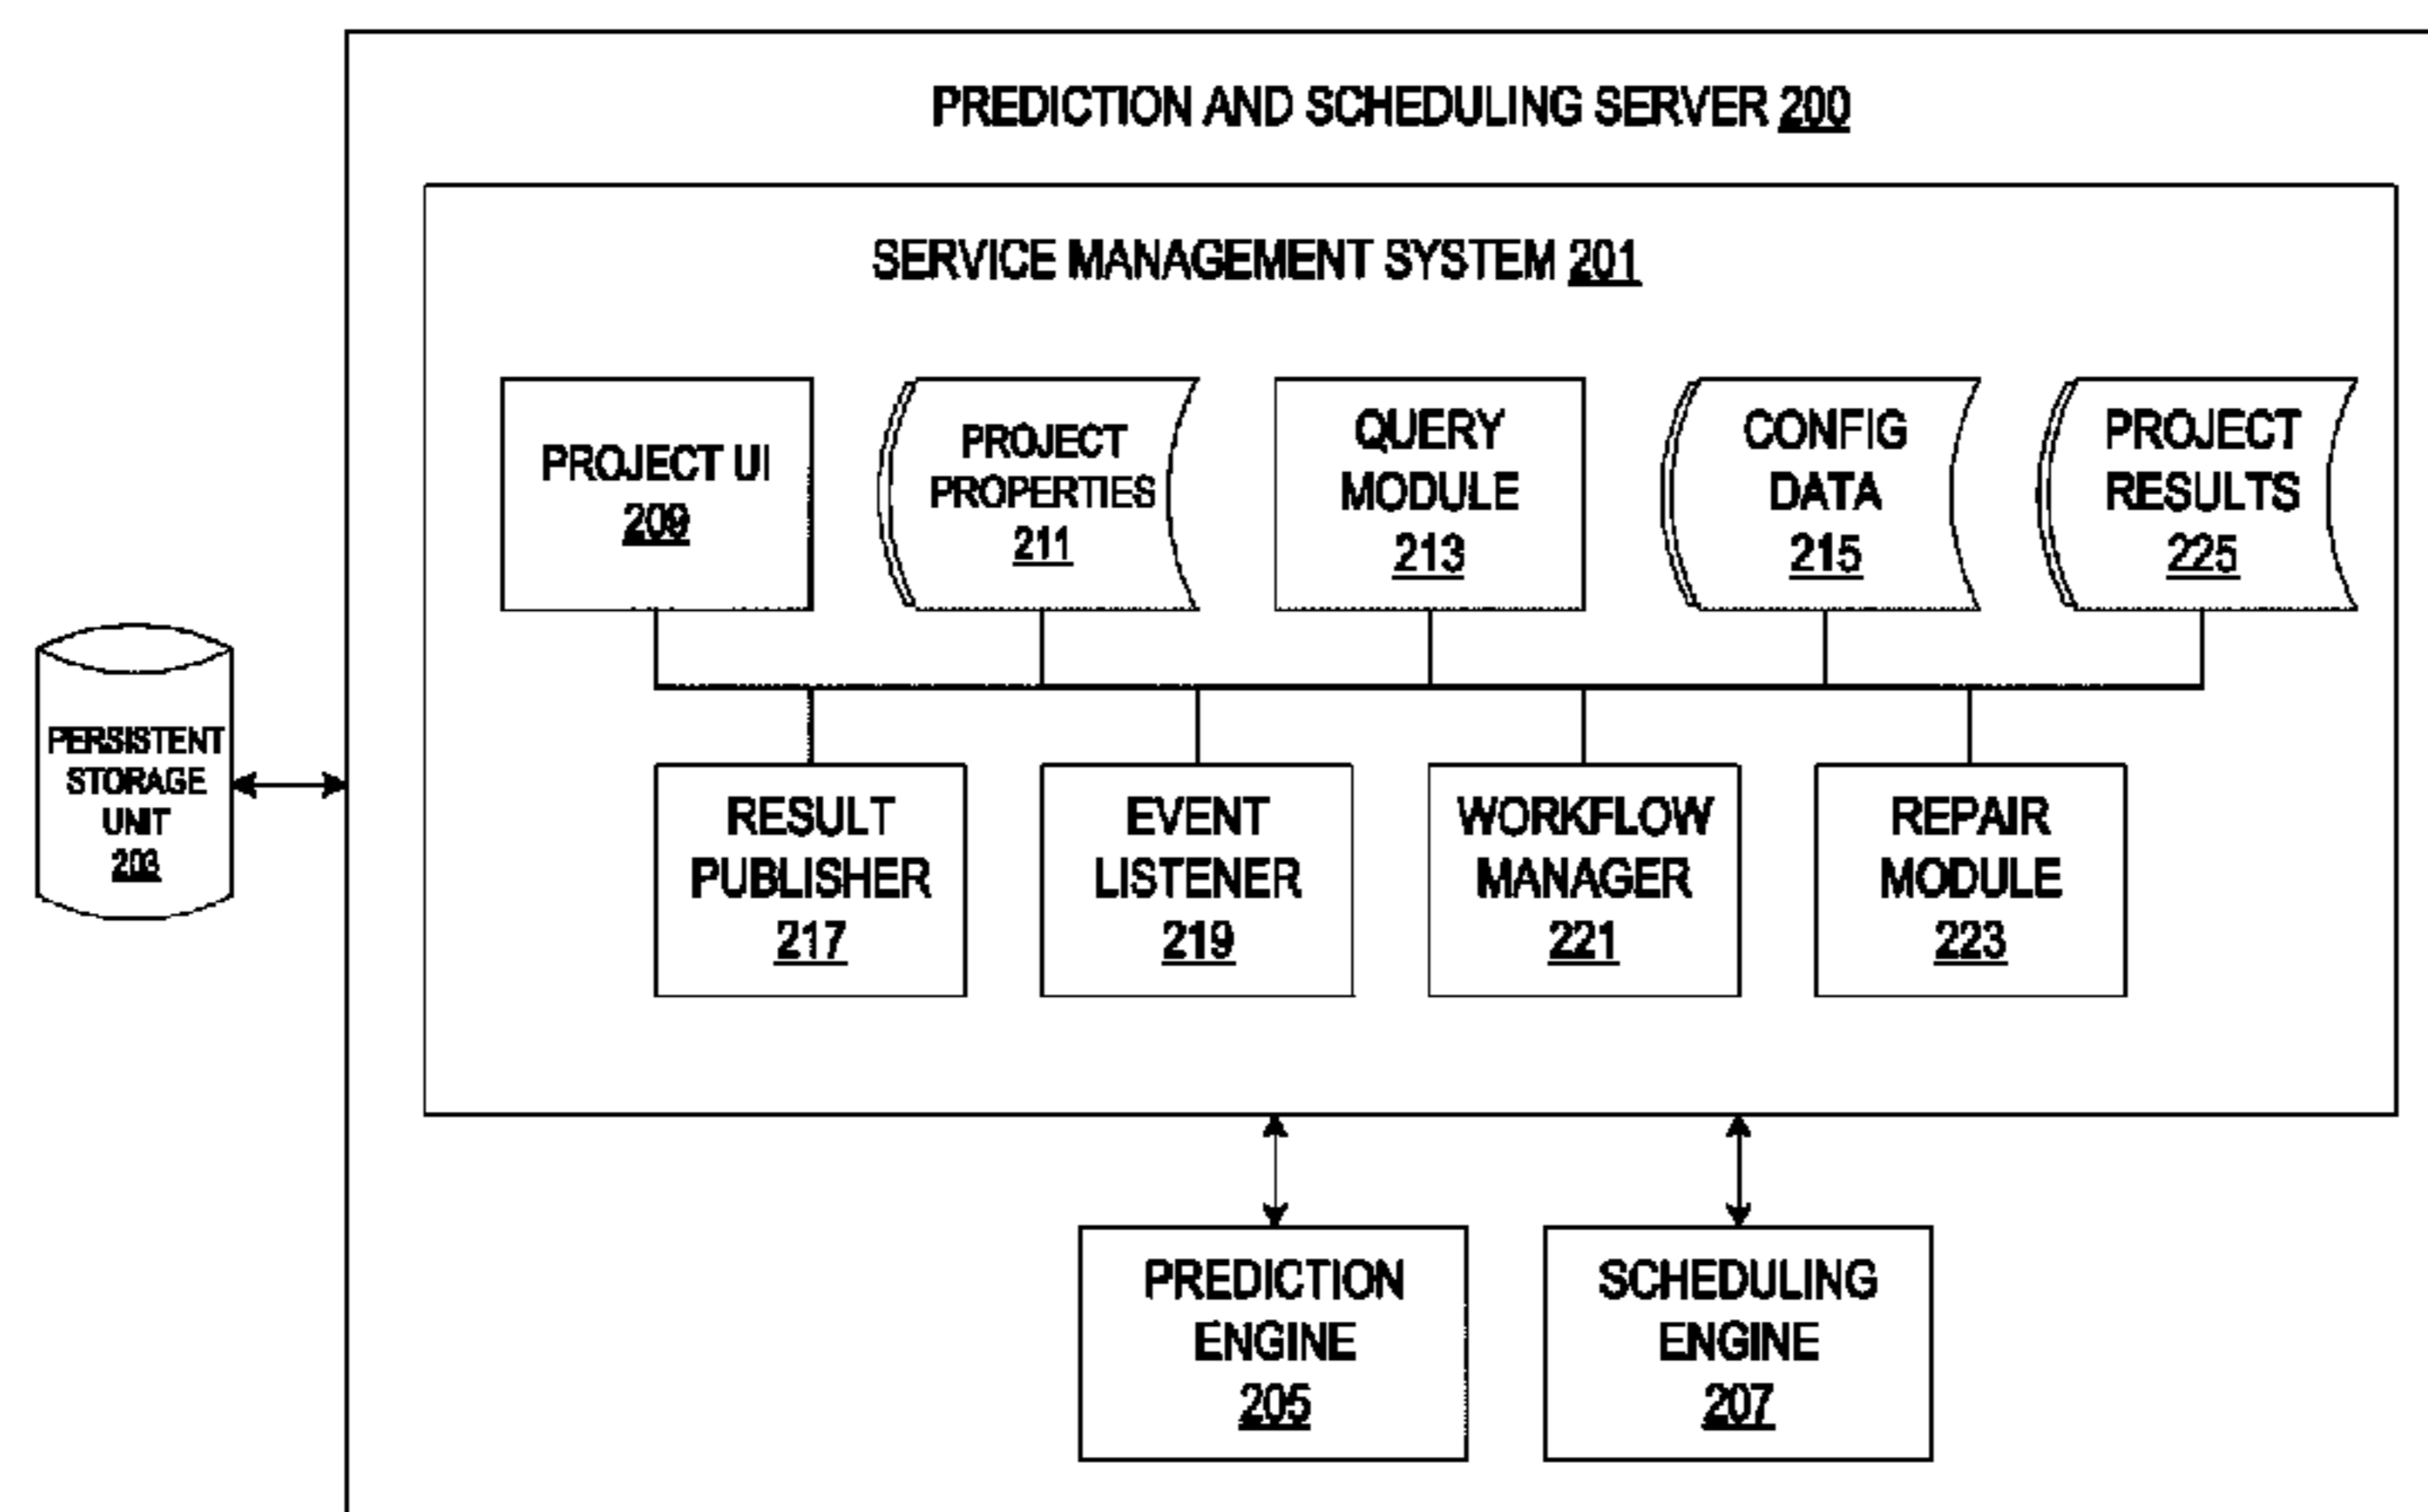 PREDICTION AND SCHEDULING SERVER 200
SERVICE MANAGEMENT SYSTEM 201
PROJECT UI
209
PROJECT
PROPERTIES
211
QUERY
MODULE
213
CONFIG
DATA
215
PROJECT
RESULTS
225
PERSISTENT
STORAGE
UNIT
203
RESULT
PUBLISHER
217
EVENT
LISTENER
219
WORKFLOW
MANAGER
221
REPAIR
MODULE
223
PREDICTION
ENGINE
205
SCHEDULING
ENGINE
207